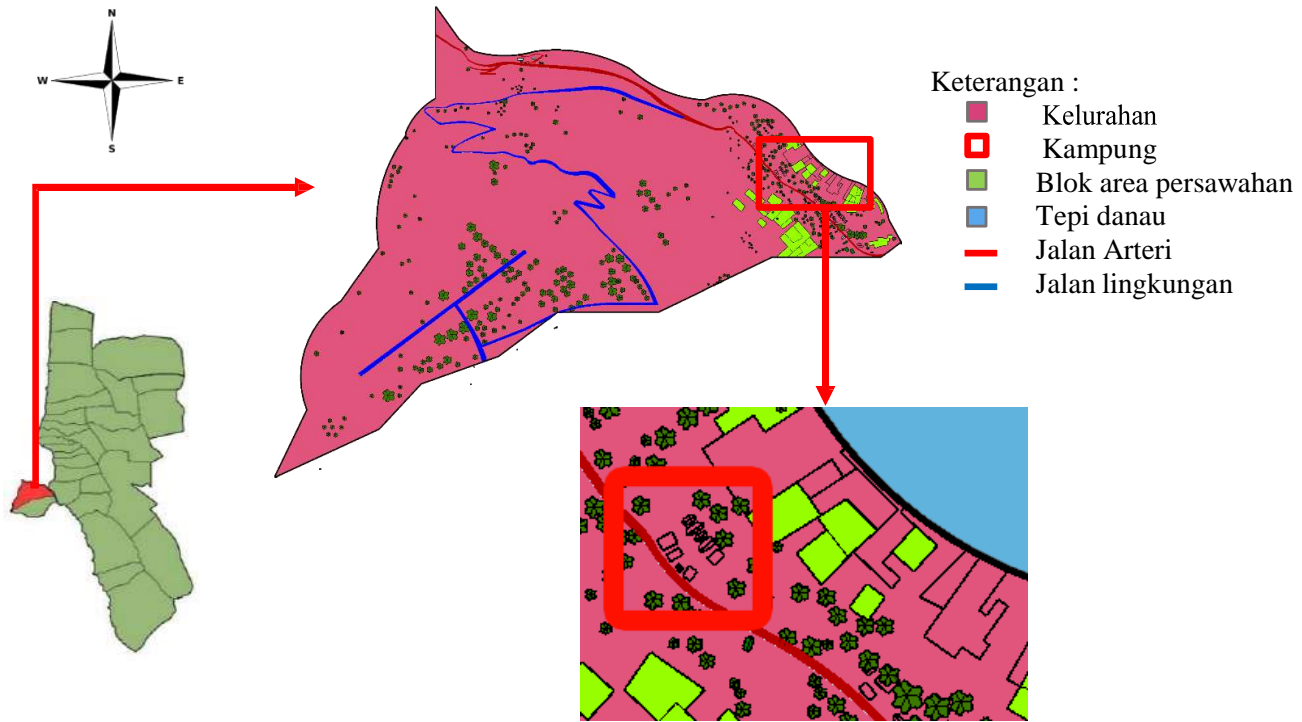 N
W
E
S
Keterangan :
Kelurahan
Kampung
Blok area persawahan
Tepi danau
Jalan Arteri
Jalan lingkungan